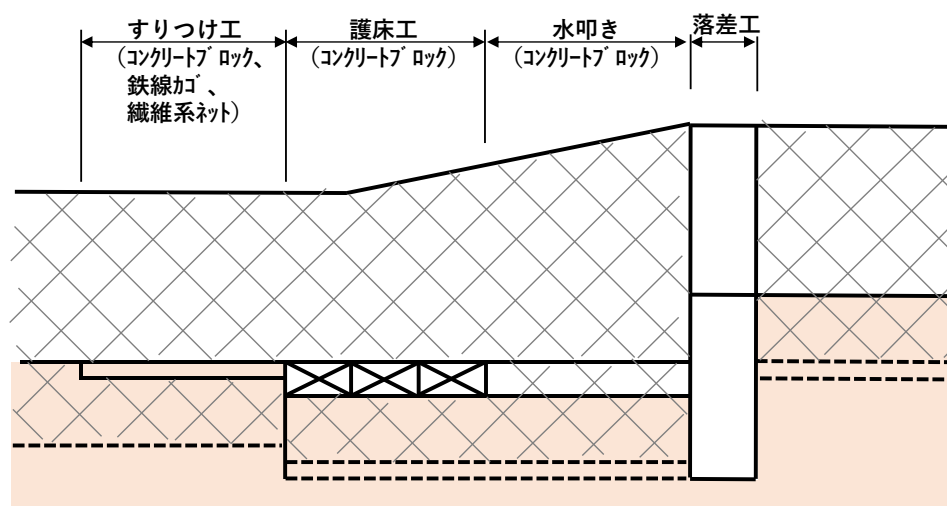 すりつけ工
(ｺﾝｸﾘｰﾄﾌﾞﾛｯｸ、
鉄線ｶｺﾞ、
繊維系ﾈｯﾄ)
護床工
(ｺﾝｸﾘｰﾄﾌﾞﾛｯｸ)
水叩き
(ｺﾝｸﾘｰﾄﾌﾞﾛｯｸ)
落差工